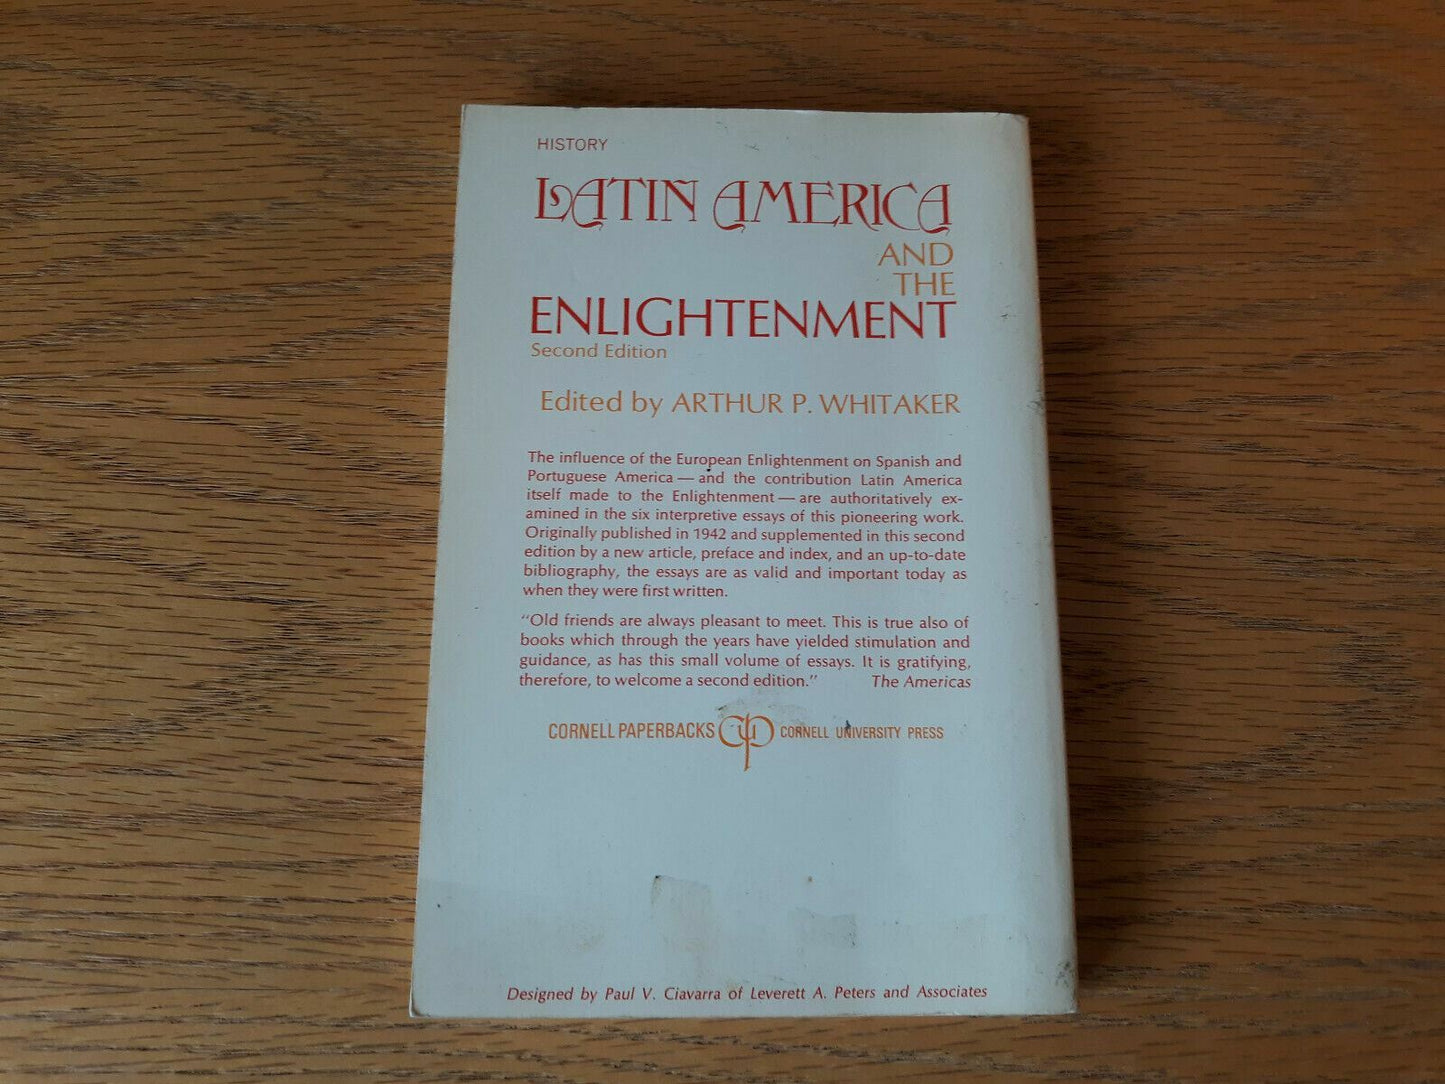 HISTORY
LATIN AMERICA
AND
THE
ENLIGHTENMENT
Second Edition
Edited by ARTHUR P. WHITAKER
The influence of the European Enlightenment on Spanish and
Portuguese America — and the contribution Latin America
itself made to the Enlightenment — are authoritatively ex-
amined in the six interpretive essays of this pioneering work.
Originally published in 1942 and supplemented in this second
edition by a new article, preface and index, and an up-to-date
bibliography, the essays are as valid and important today as
when they were first written.
"Old friends are always pleasant to meet. This is true also of
books which through the years have yielded stimulation and
guidance, as has this small volume of essays. It is gratifying,
therefore, to welcome a second edition." The Americas
CORNELL PAPERBACKS cup CORNELL UNIVERSITY PRESS
Designed by Paul V. Ciavarra of Leverett A. Peters and Associates